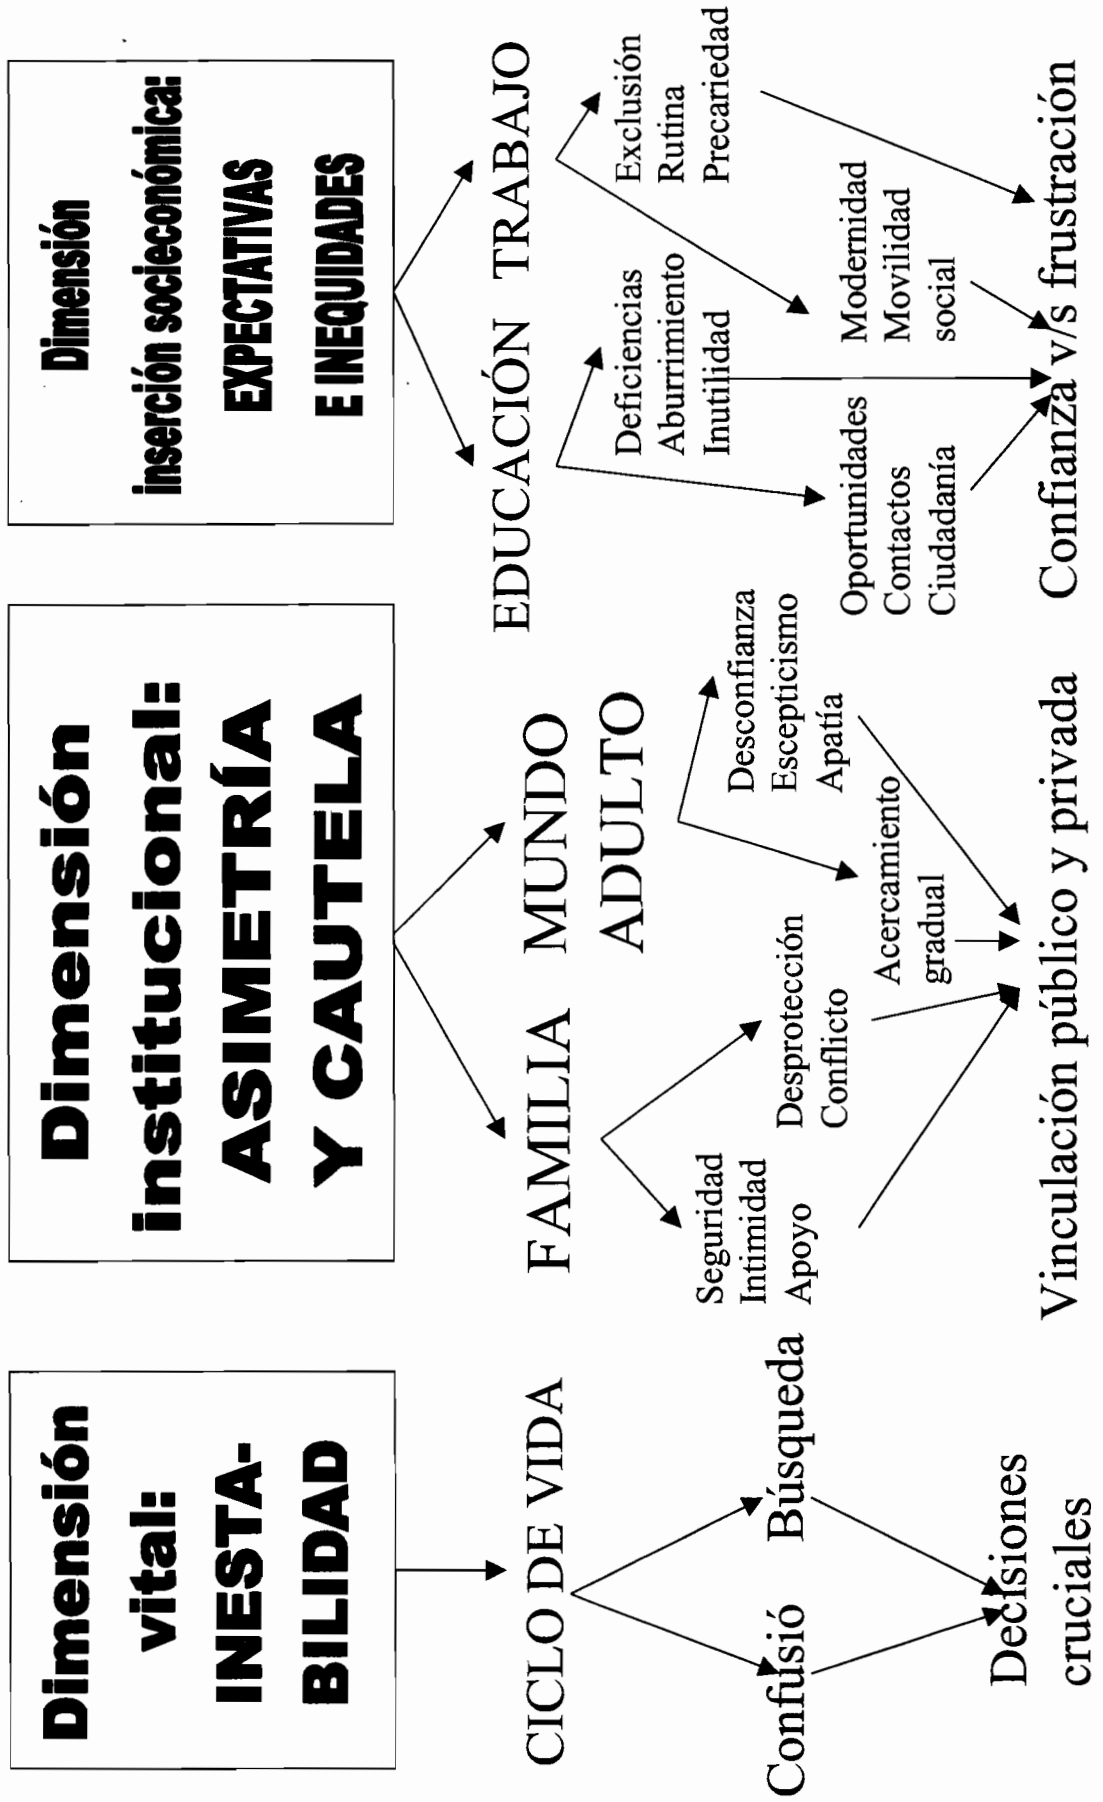 Dimensión
vital:
INESTA-
BILIDAD
CICLO DE VIDA
Confusió
Búsqueda
Decisiones
cruciales
Dimensión
institucional:
ASIMETRÍA
Y CAUTELA
FAMILIA
MUNDO
ADULTO
Seguridad
Intimidad
Apoyo
Desprotección
Conflicto
Acercamiento
gradual
Desconfianza
Escepticismo
Apatía
Vinculación público y privada
Dimensión
inserción socieconómica:
EXPECTATIVAS
E INEQUIDADES
EDUCACIÓN
TRABAJO
Oportunidades
Contactos
Ciudadanía
Deficiencias
Aburrimiento
Inutilidad
Modernidad
Movilidad
social
Exclusión
Rutina
Precariedad
Confianza v/s frustración